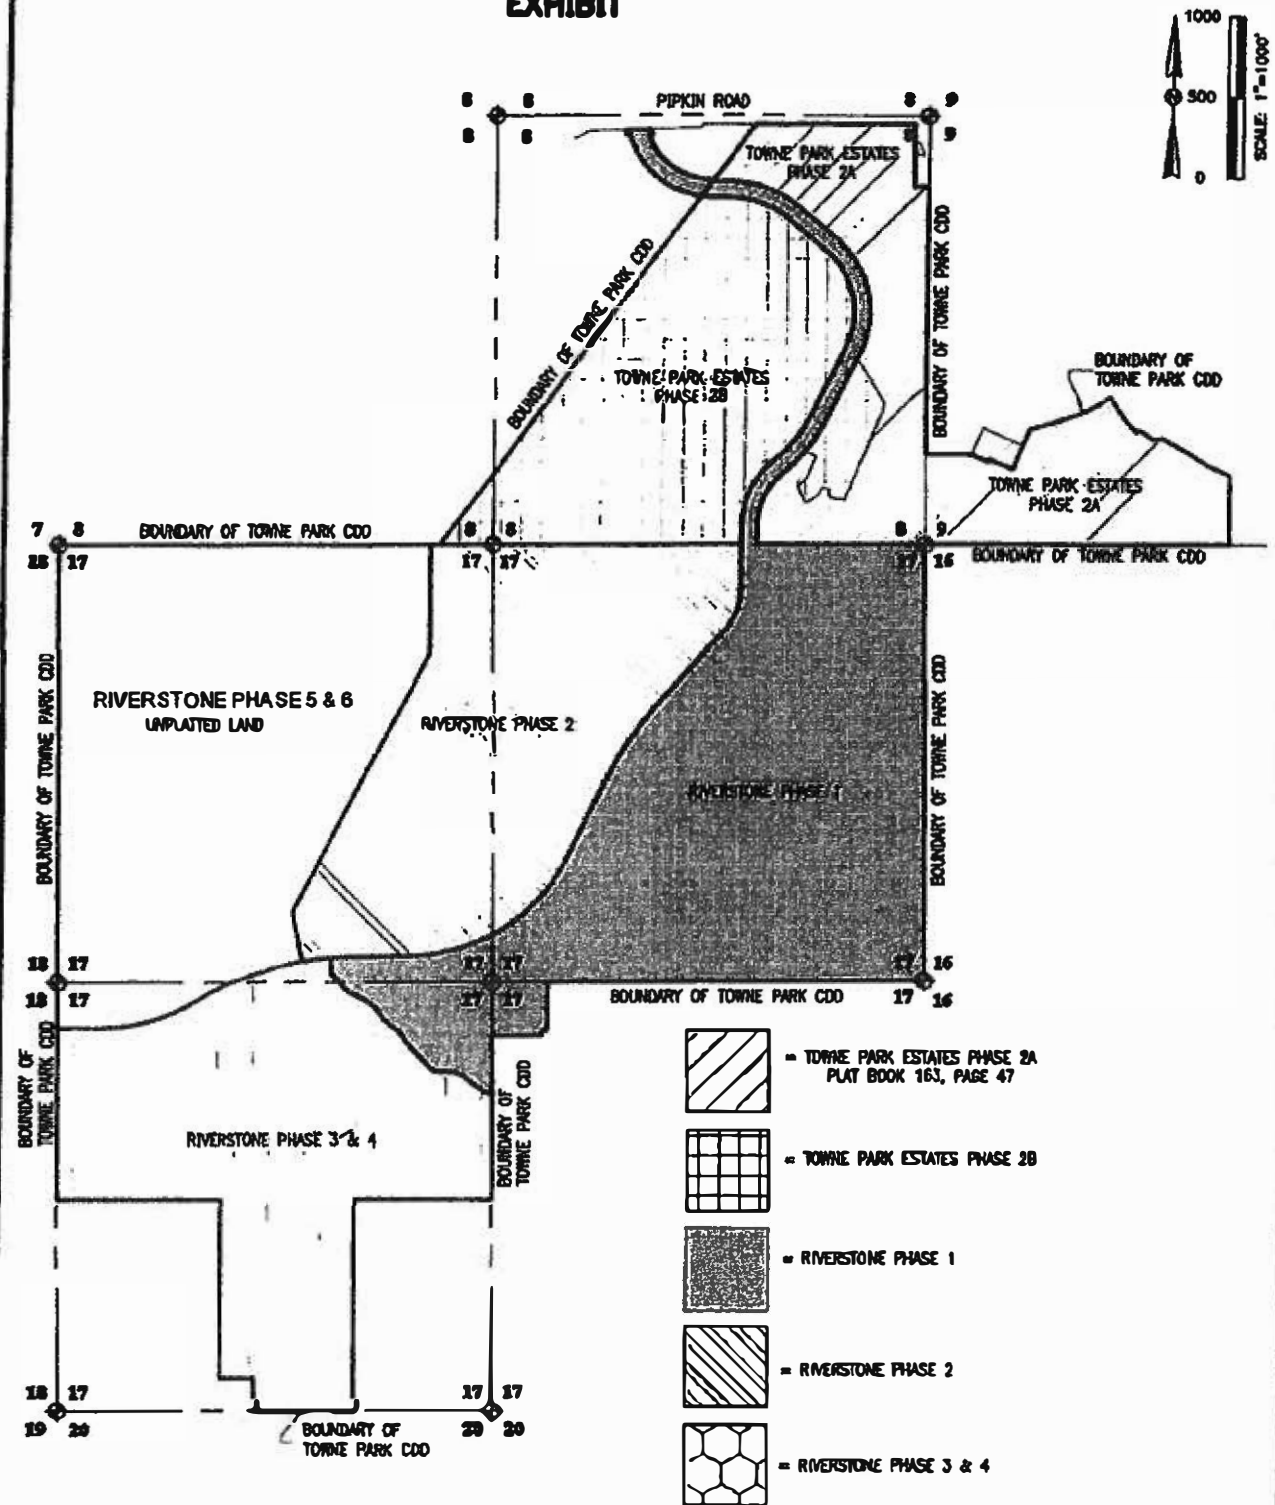 EXHIBIT
1000
500
0
SCALE: 1"=1000'
8 8
8 8
PIPKIN ROAD
8 9
8 9
TOWNE PARK ESTATES
PHASE 2A
BOUNDARY OF TOWNE PARK CDD
BOUNDARY OF TOWNE PARK CDD
TOWNE PARK ESTATES
PHASE 2B
BOUNDARY OF
TOWNE PARK CDD
TOWNE PARK ESTATES
PHASE 2A
7 8
BOUNDARY OF TOWNE PARK CDD
8 8
8 9
17
17 17
17 16
BOUNDARY OF TOWNE PARK CDD
BOUNDARY OF TOWNE PARK CDD
RIVERSTONE PHASE 5 & 6
UNPLATTED LAND
RIVERSTONE PHASE 2
RIVERSTONE PHASE 1
BOUNDARY OF TOWNE PARK CDD
18 17
18 17
17 17
17 17
17 16
17 16
BOUNDARY OF TOWNE PARK CDD
BOUNDARY OF
TOWNE PARK CDD
BOUNDARY OF
TOWNE PARK CDD
RIVERSTONE PHASE 3 & 4
= TOWNE PARK ESTATES PHASE 2A
PLAT BOOK 163, PAGE 47
= TOWNE PARK ESTATES PHASE 2B
= RIVERSTONE PHASE 1
= RIVERSTONE PHASE 2
= RIVERSTONE PHASE 3 & 4
18 17
19 20
17 17
20 20
BOUNDARY OF
TOWNE PARK CDD